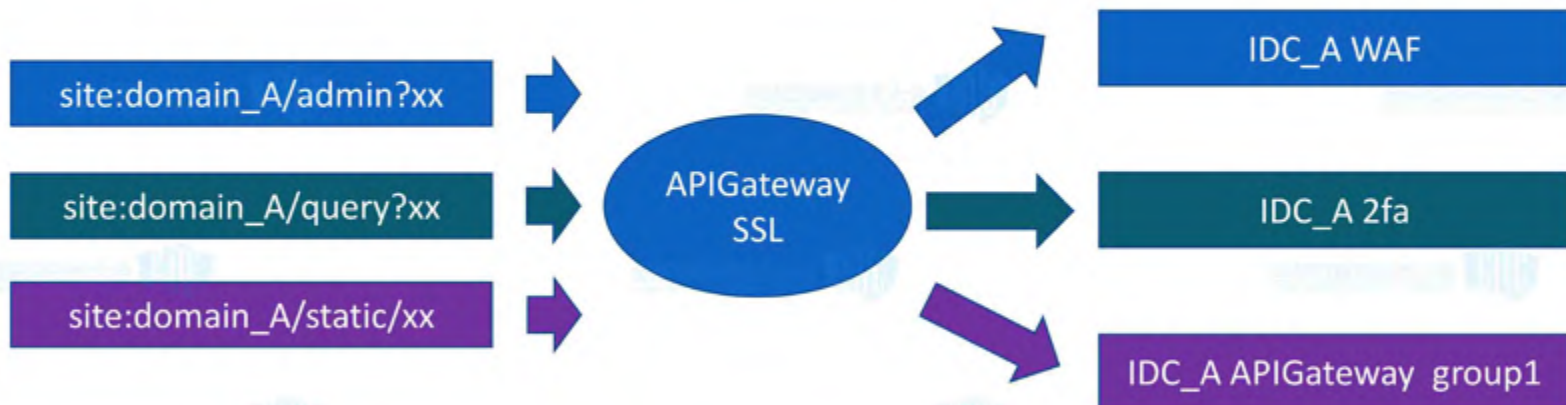 site:domain_A/admin?xx
site:domain_A/query?xx
site:domain_A/static/xx
APIGateway
SSL
IDC_A WAF
IDC_A 2fa
IDC_A APIGateway group1